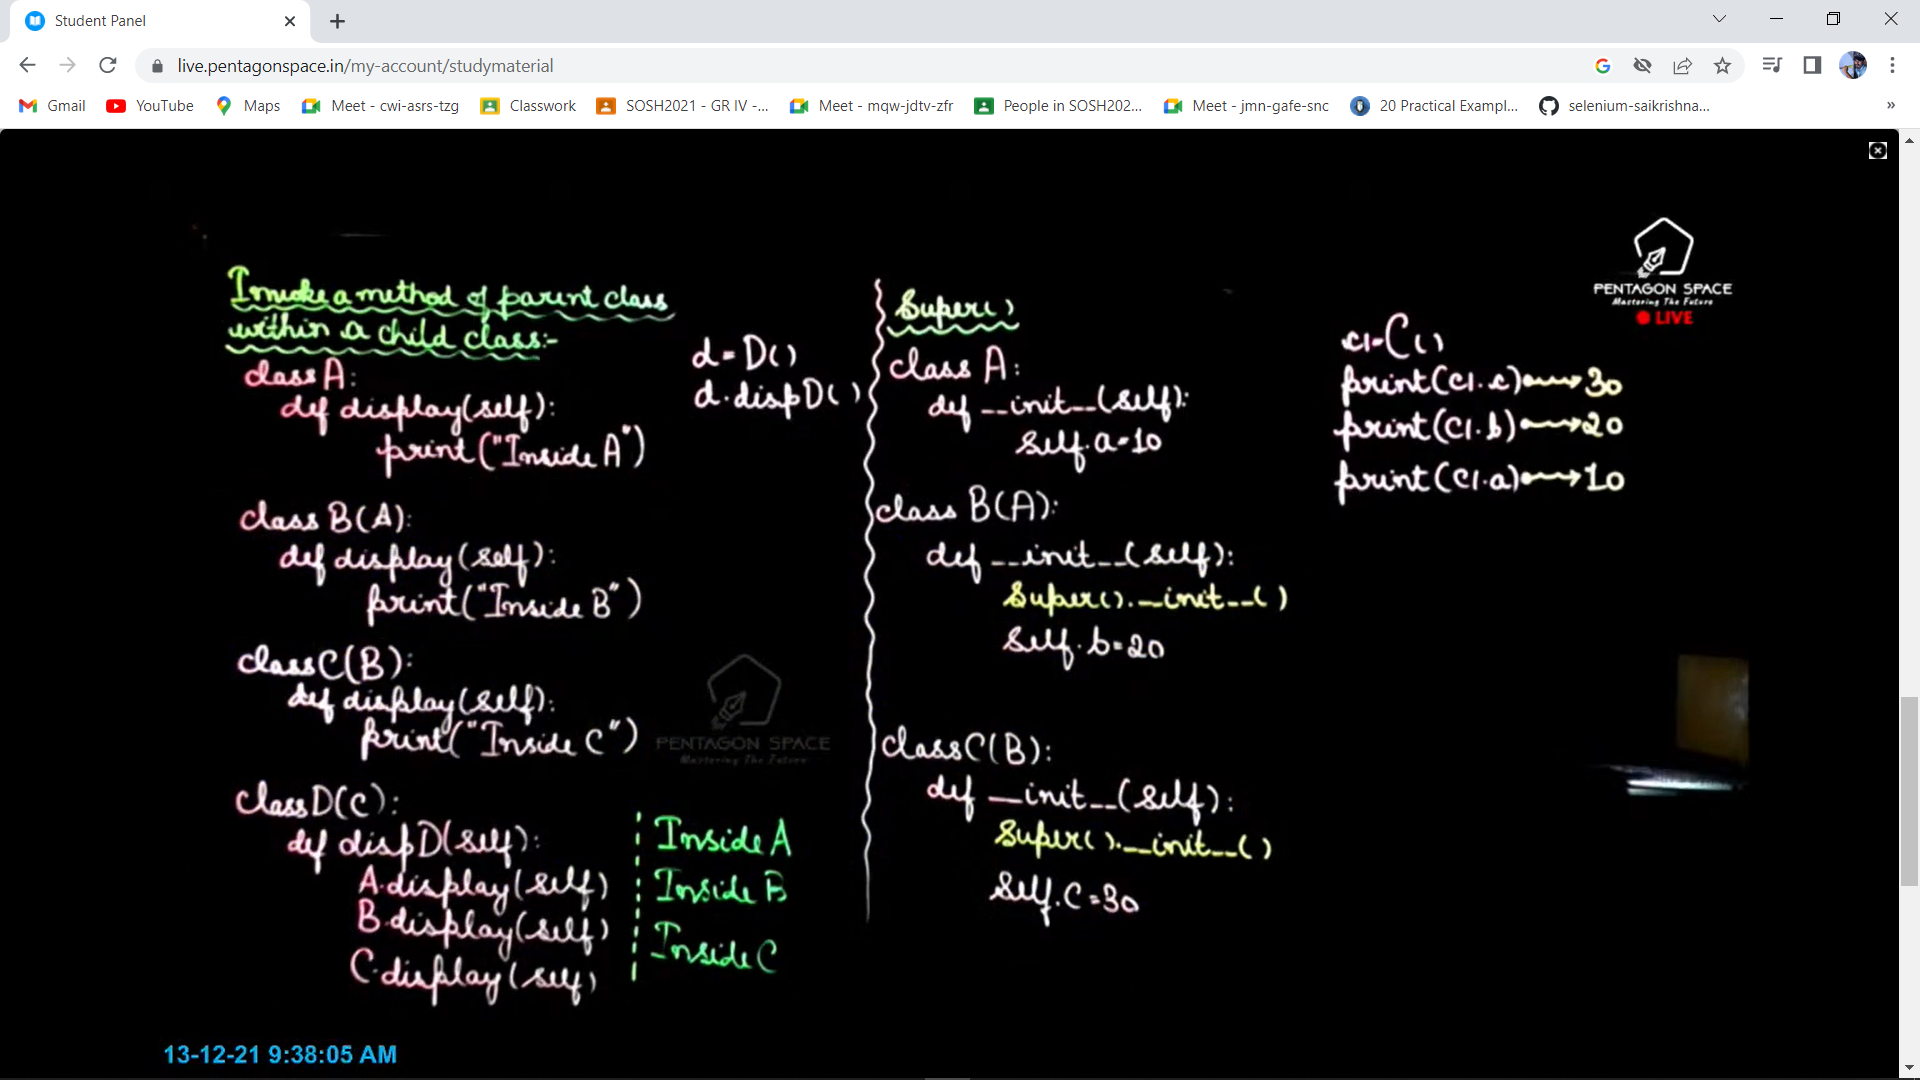 Student Panel
live.pentagonspace.in/my-account/studymaterial
Gmail
YouTube
Maps
Meet - cwi-asrs-tzg
Classwork
SOSH2021 - GR IV -...
Meet - mqw-jdtv-zfr
People in SOSH202...
Meet - jmn-gafe-snc
20 Practical Exampl...
selenium-saikrishna...
»
PENTAGON SPACE
Mastering The Future
LIVE
Invoke a method of parent class
within a child class:-
class A:
def display(self):
print("Inside A")
class B(A):
def display(self):
print("Inside B")
class C(B):
def display(self):
print("Inside C")
class D(C):
def dispD(self):
A.display(self)
B.display(self)
C.display(self)
Inside A
Inside B
Inside C
d=D()
d.dispD()
PENTAGON SPACE
Mastering The Future
Super()
class A:
def __init__(self):
self.a=10
class B(A):
def __init__(self):
Super().__init__()
self.b=20
class C(B):
def __init__(self):
Super().__init__()
self.c=30
c1=C()
print(c1.c)→30
print(c1.b)→20
print(c1.a)→10
13-12-21 9:38:05 AM